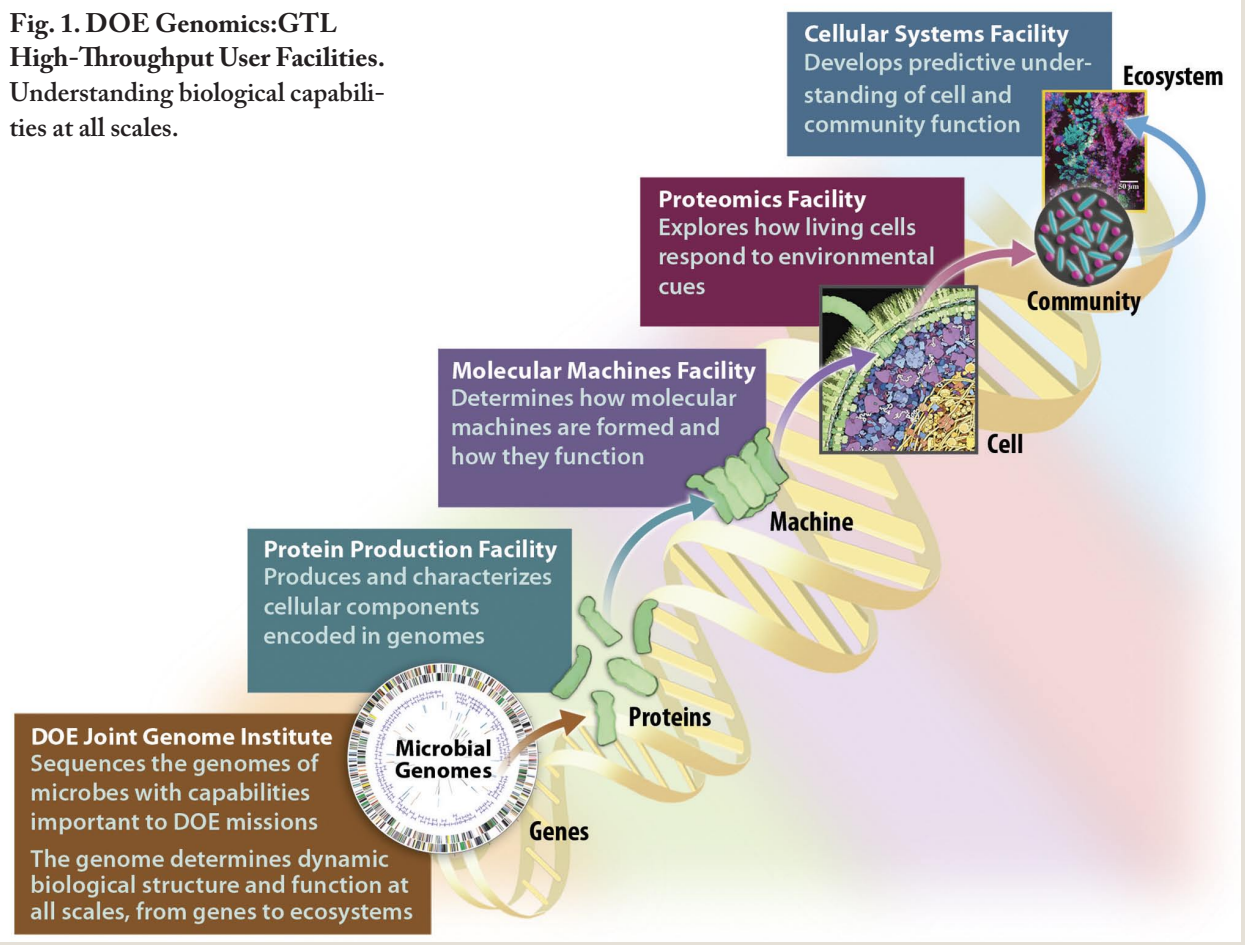 Fig. 1. DOE Genomics:GTL
High-Throughput User Facilities.
Understanding biological capabili-
ties at all scales.
Cellular Systems Facility
Develops predictive under-
standing of cell and
community function
Ecosystem
50 µm
Proteomics Facility
Explores how living cells
respond to environmental
cues
Community
Molecular Machines Facility
Determines how molecular
machines are formed and
how they function
Cell
Machine
Protein Production Facility
Produces and characterizes
cellular components
encoded in genomes
Proteins
DOE Joint Genome Institute
Sequences the genomes of
microbes with capabilities
important to DOE missions
The genome determines dynamic
biological structure and function at
all scales, from genes to ecosystems
Microbial
Genomes
Genes